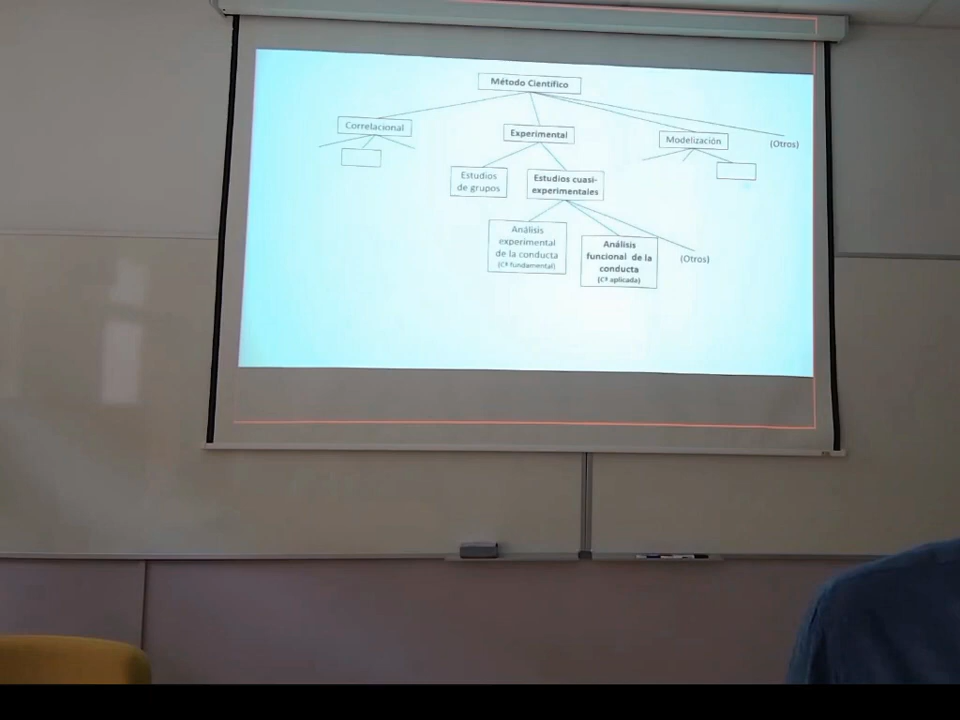 Método Científico
Correlacional
Experimental
Modelización
(Otros)
Estudios
de grupos
Estudios cuasi-
experimentales
Análisis
experimental
de la conducta
(Cª fundamental)
Análisis
funcional de la
conducta
(Cª aplicada)
(Otros)